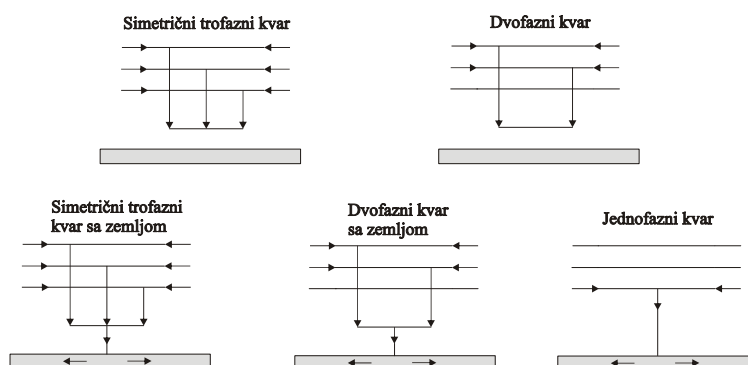 Simetrični trofazni kvar
Dvofazni kvar
Simetrični trofazni
kvar sa zemljom
Dvofazni kvar
sa zemljom
Jednofazni kvar